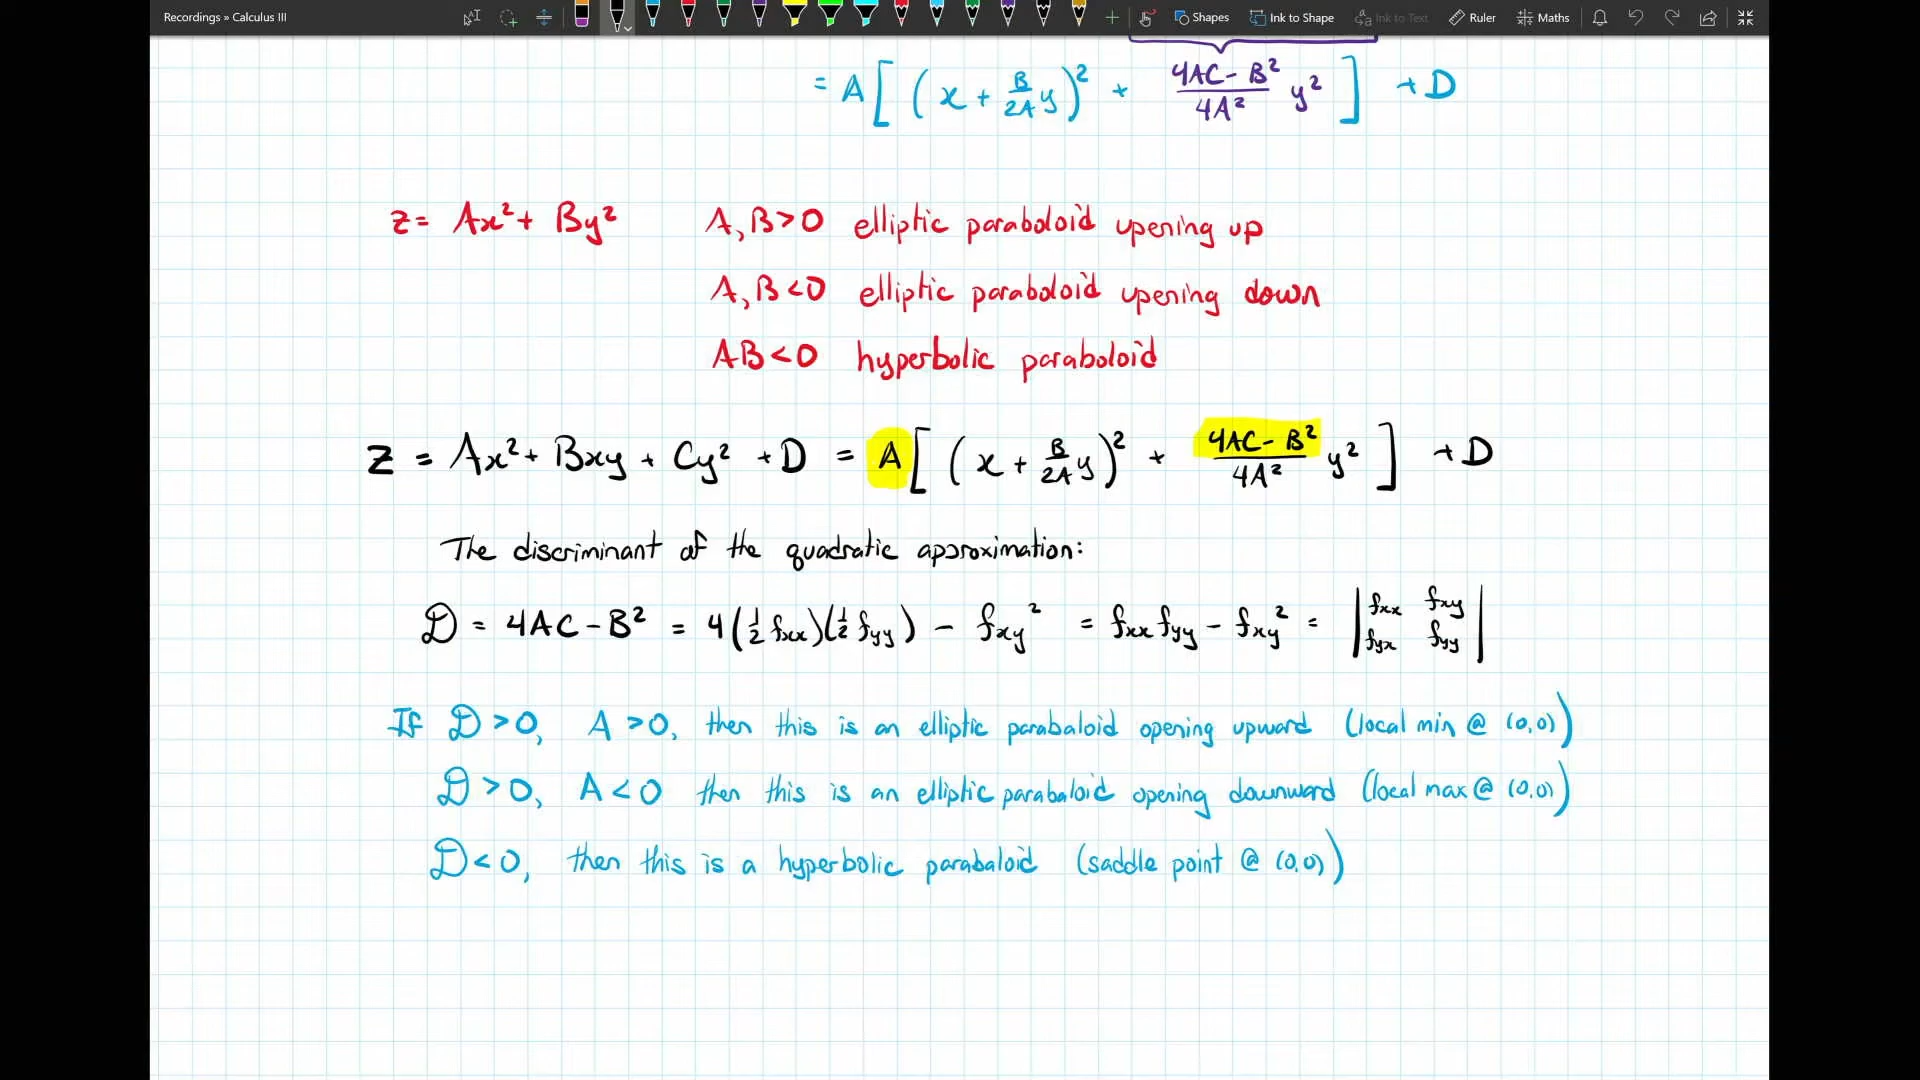 Recordings » Calculus III Shapes Ink to Shape Ink to Text Ruler Maths
= A[(x + B/2A y)² + 4AC - B²/4A² y²] + D
z = Ax² + By² A, B > 0 elliptic paraboloid upening up
A, B < 0 elliptic paraboloid upening down
AB < 0 hyperbolic paraboloid
z = Ax² + Bxy + Cy² + D = A[(x + B/2A y)² + 4AC - B²/4A² y²] + D
The discriminant of the quadratic approximation:
𝒟 = 4AC - B² = 4(½ fxx)(½ fyy) - fxy² = fxx fyy - fxy² = | fxx fxy fyx fyy |
If 𝒟 > 0, A > 0, then this is an elliptic parabaloid opening upward (local min @ (0,0))
𝒟 > 0, A < 0 then this is an elliptic parabaloid opening downward (local max @ (0,0))
𝒟 < 0, then this is a hyperbolic parabaloid (saddle point @ (0,0))